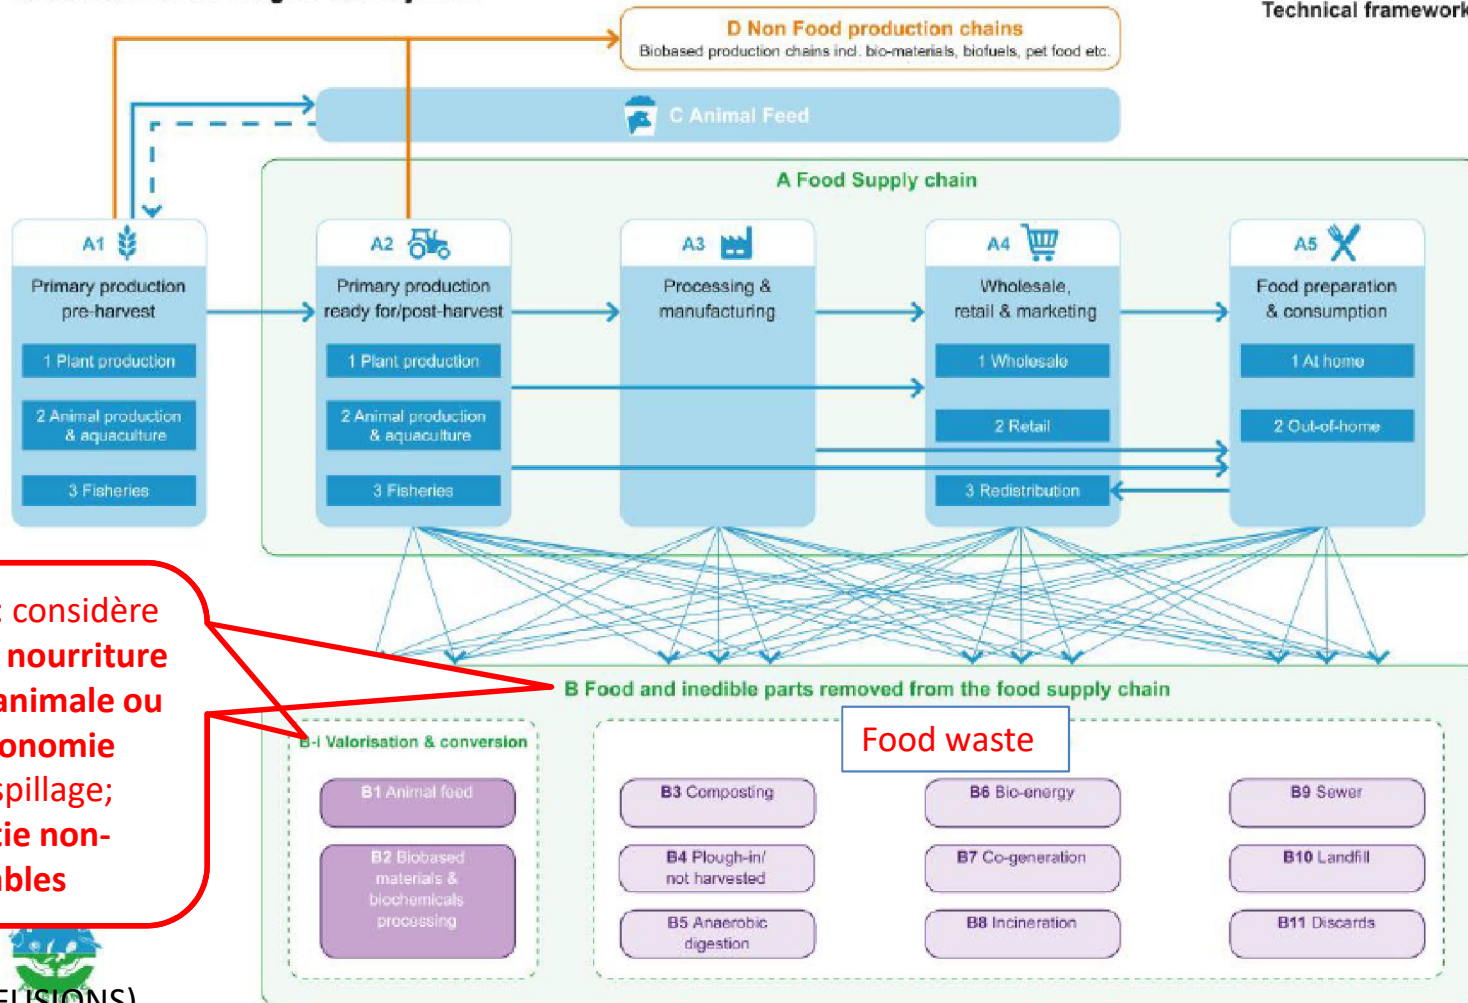 Technical framework
D Non Food production chains
Biobased production chains incl. bio-materials, biofuels, pet food etc.
C Animal Feed
A Food Supply chain
A1
Primary production
pre-harvest
1 Plant production
2 Animal production
& aquaculture
3 Fisheries
A2
Primary production
ready for/post-harvest
1 Plant production
2 Animal production
& aquaculture
3 Fisheries
A3
Processing &
manufacturing
A4
Wholesale,
retail & marketing
1 Wholesale
2 Retail
3 Redistribution
A5
Food preparation
& consumption
1 At home
2 Out-of-home
: considère
nourriture
animale ou
onomie
spillage;
tie non-
ables
B Food and inedible parts removed from the food supply chain
B-i Valorisation & conversion
B1 Animal feed
B2 Biobased
materials &
biochemicals
processing
Food waste
B3 Composting
B4 Plough-in/
not harvested
B5 Anaerobic
digestion
B6 Bio-energy
B7 Co-generation
B8 Incineration
B9 Sewer
B10 Landfill
B11 Discards
FUSIONS)